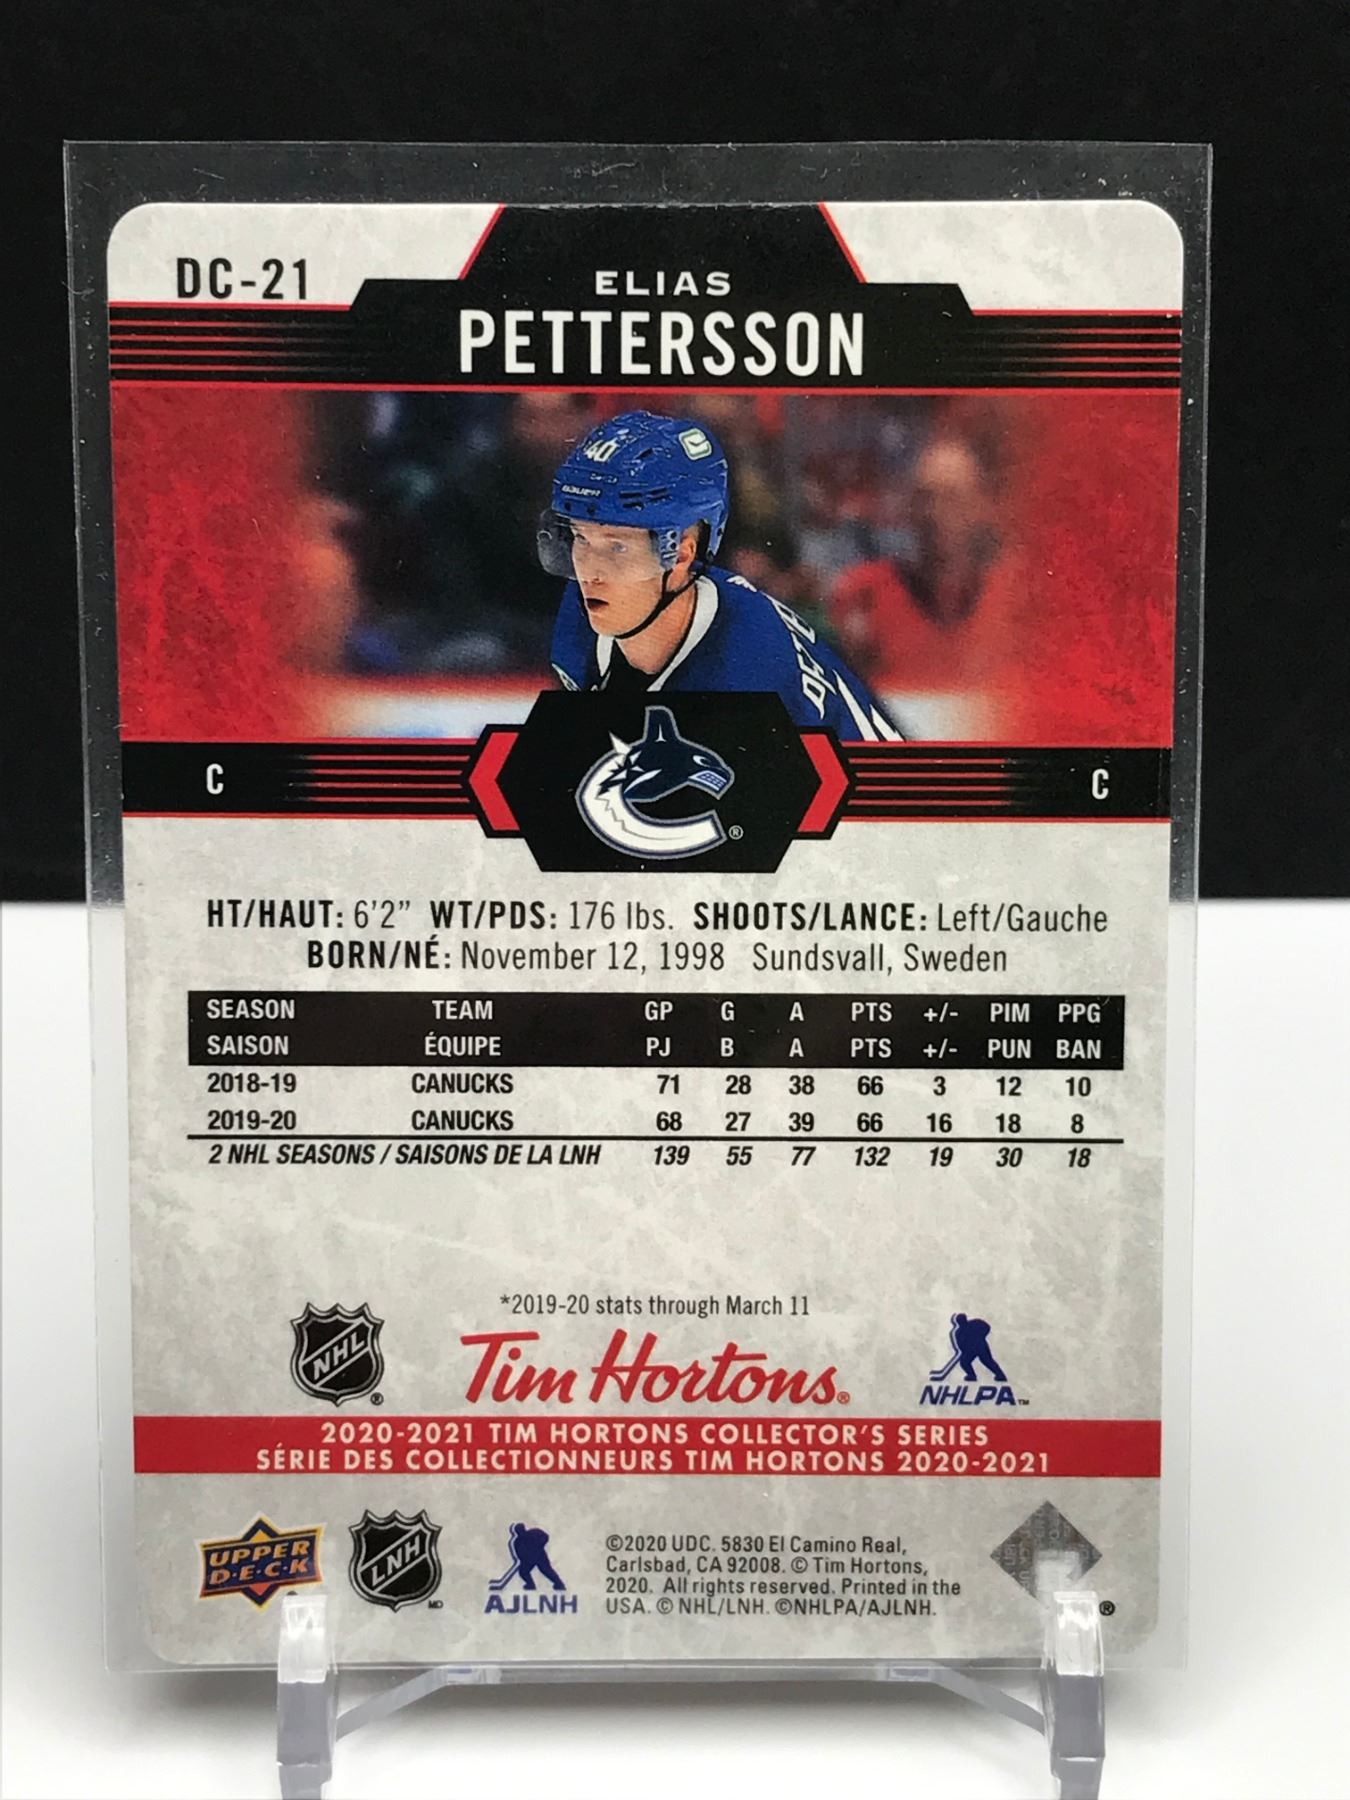 DC-21
ELIAS
PETTERSSON
40
BAUER
C C
HT/HAUT: 6'2" WT/PDS: 176 lbs. SHOOTS/LANCE: Left/Gauche
BORN/NÉ: November 12, 1998 Sundsvall, Sweden
SEASON TEAM GP G A PTS +/- PIM PPG
SAISON ÉQUIPE PJ B A PTS +/- PUN BAN
2018-19 CANUCKS 71 28 38 66 3 12 10
2019-20 CANUCKS 68 27 39 66 16 18 8
2 NHL SEASONS / SAISONS DE LA LNH 139 55 77 132 19 30 18
*2019-20 stats through March 11
NHL ® Tim Hortons® NHLPA™
2020-2021 TIM HORTONS COLLECTOR'S SERIES
SÉRIE DES COLLECTIONNEURS TIM HORTONS 2020-2021
UPPER DECK LNH MD AJLNH
©2020 UDC. 5830 El Camino Real,
Carlsbad, CA 92008. © Tim Hortons,
2020. All rights reserved. Printed in the
USA. © NHL/LNH. ©NHLPA/AJLNH.
®